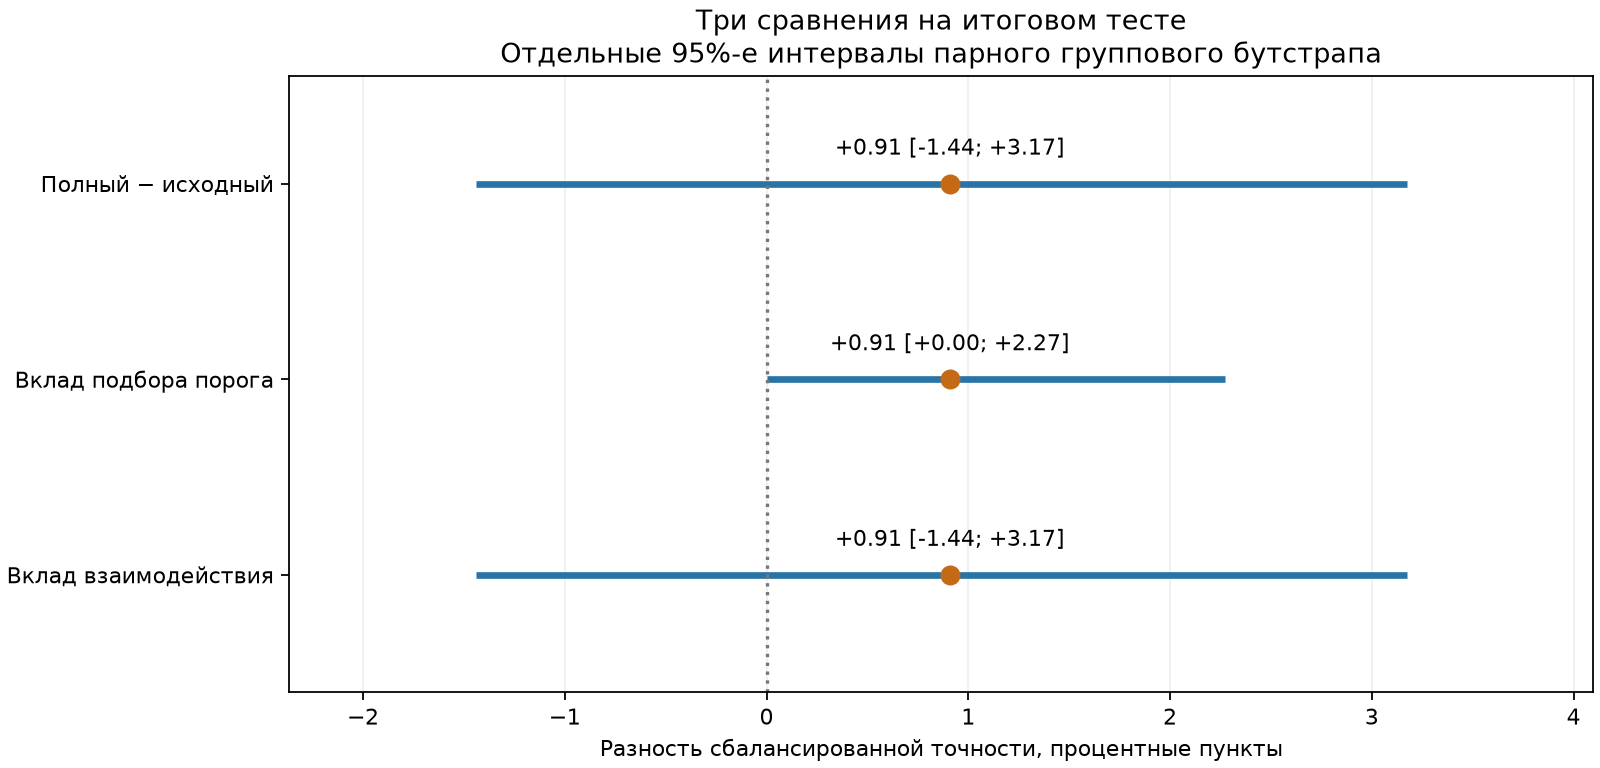 Три сравнения на итоговом тесте
Отдельные 95%-е интервалы парного группового бутстрапа
+0.91 [-1.44; +3.17]
Полный − исходный
+0.91 [+0.00; +2.27]
Вклад подбора порога
+0.91 [-1.44; +3.17]
Вклад взаимодействия
−2 −1 0 1 2 3 4
Разность сбалансированной точности, процентные пункты